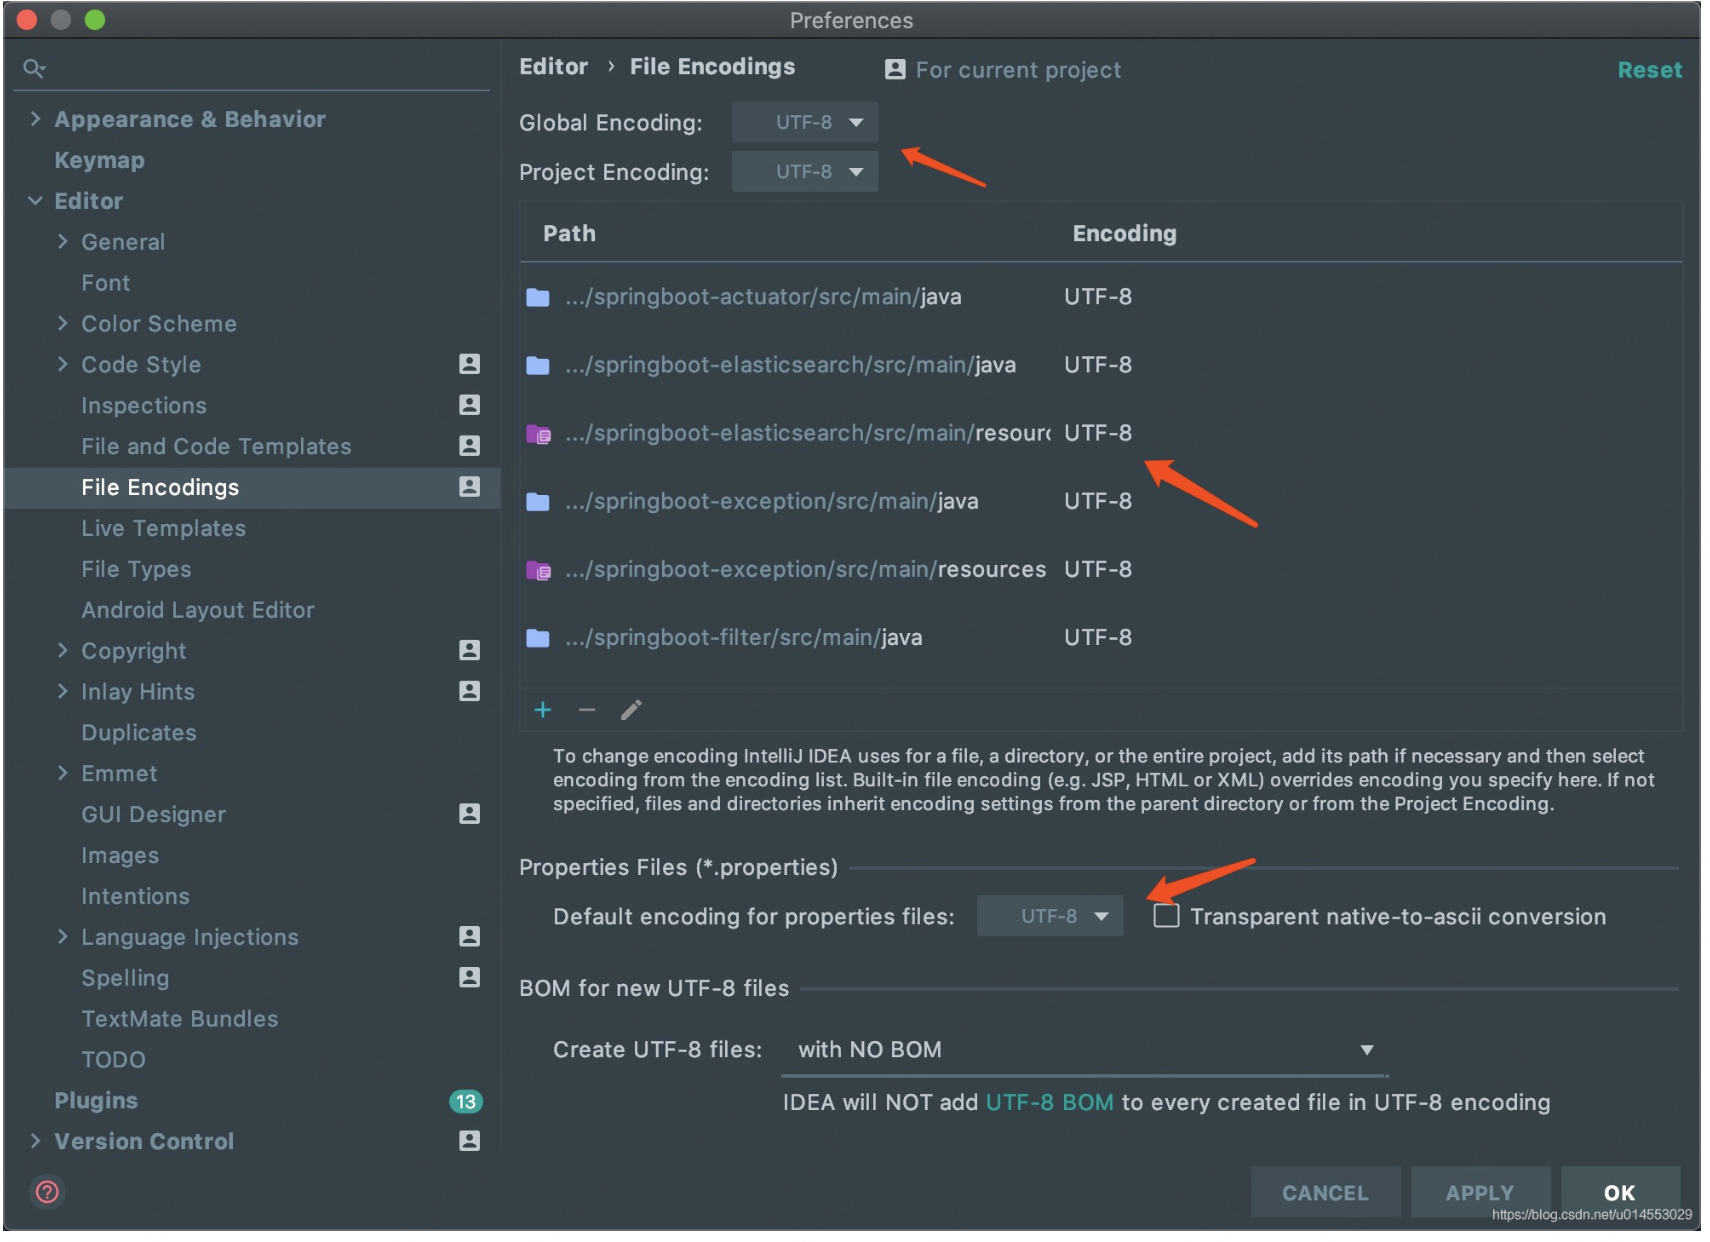 Preferences
Editor › File Encodings
For current project
Reset
Appearance & Behavior
Keymap
Editor
General
Font
Color Scheme
Code Style
Inspections
File and Code Templates
File Encodings
Live Templates
File Types
Android Layout Editor
Copyright
Inlay Hints
Duplicates
Emmet
GUI Designer
Images
Intentions
Language Injections
Spelling
TextMate Bundles
TODO
Plugins 13
Version Control
Global Encoding: UTF-8
Project Encoding: UTF-8
Path Encoding
.../springboot-actuator/src/main/java UTF-8
.../springboot-elasticsearch/src/main/java UTF-8
.../springboot-elasticsearch/src/main/resourc UTF-8
.../springboot-exception/src/main/java UTF-8
.../springboot-exception/src/main/resources UTF-8
.../springboot-filter/src/main/java UTF-8
To change encoding IntelliJ IDEA uses for a file, a directory, or the entire project, add its path if necessary and then select
encoding from the encoding list. Built-in file encoding (e.g. JSP, HTML or XML) overrides encoding you specify here. If not
specified, files and directories inherit encoding settings from the parent directory or from the Project Encoding.
Properties Files (*.properties)
Default encoding for properties files: UTF-8 Transparent native-to-ascii conversion
BOM for new UTF-8 files
Create UTF-8 files: with NO BOM
IDEA will NOT add UTF-8 BOM to every created file in UTF-8 encoding
?
CANCEL APPLY OK
https://blog.csdn.net/u014553029